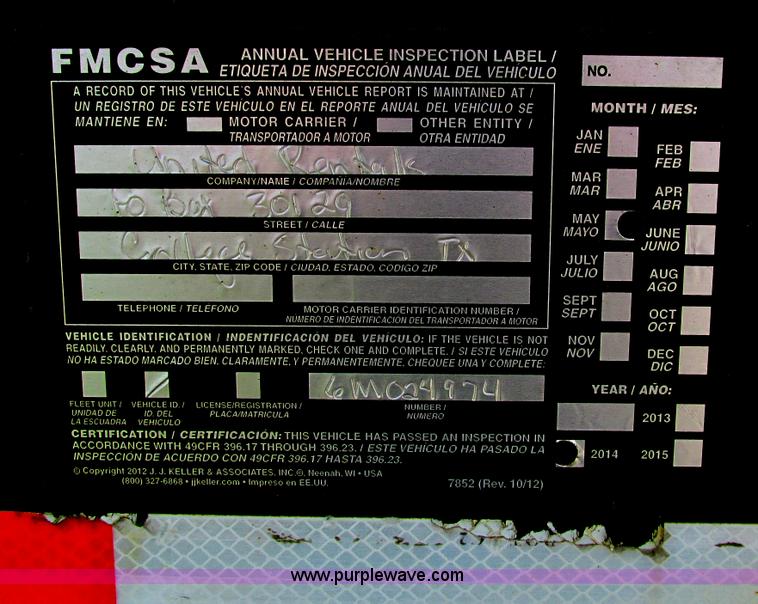 FMCSA ANNUAL VEHICLE INSPECTION LABEL /
ETIQUETA DE INSPECCIÓN ANUAL DEL VEHICULO
A RECORD OF THIS VEHICLE'S ANNUAL VEHICLE REPORT IS MAINTAINED AT /
UN REGISTRO DE ESTE VEHÍCULO EN EL REPORTE ANUAL DEL VEHÍCULO SE
MANTIENE EN: MOTOR CARRIER / OTHER ENTITY /
TRANSPORTADOR A MOTOR OTRA ENTIDAD
United Rentals
COMPANY/NAME / COMPAÑIA/NOMBRE
Po Box 30129
STREET / CALLE
College Station TX
CITY, STATE, ZIP CODE / CIUDAD, ESTADO, CODIGO ZIP
TELEPHONE / TELEFONO
MOTOR CARRIER IDENTIFICATION NUMBER /
NUMERO DE INDENTIFICACION DEL TRANSPORTADOR A MOTOR
VEHICLE IDENTIFICATION / INDENTIFICACIÓN DEL VEHÍCULO: IF THE VEHICLE IS NOT
READILY, CLEARLY, AND PERMANENTLY MARKED, CHECK ONE AND COMPLETE. / SI ESTE VEHICULO
NO HA ESTADO MARCADO BIEN, CLARAMENTE, Y PERMANENTEMENTE, CHEQUEE UNA Y COMPLETE:
6M024974
FLEET UNIT /
UNIDAD DE
LA ESCUADRA
VEHICLE ID. /
ID. DEL
VEHICULO
LICENSE/REGISTRATION /
PLACA/MATRICULA
NUMBER /
NUMERO
CERTIFICATION / CERTIFICACIÓN: THIS VEHICLE HAS PASSED AN INSPECTION IN
ACCORDANCE WITH 49CFR 396.17 THROUGH 396.23. / ESTE VEHICULO HA PASADO LA
INSPECCION DE ACUERDO CON 49CFR 396.17 HASTA 396.23.
© Copyright 2012 J. J. KELLER & ASSOCIATES, INC.®, Neenah, WI • USA
(800) 327-6868 • jjkeller.com • Impreso en EE.UU.
7852 (Rev. 10/12)
NO.
MONTH / MES:
JAN
ENE
FEB
FEB
MAR
MAR
APR
ABR
MAY
MAYO
JUNE
JUNIO
JULY
JULIO
AUG
AGO
SEPT
SEPT
OCT
OCT
NOV
NOV
DEC
DIC
YEAR / AÑO:
2013
2014 2015
www.purplewave.com